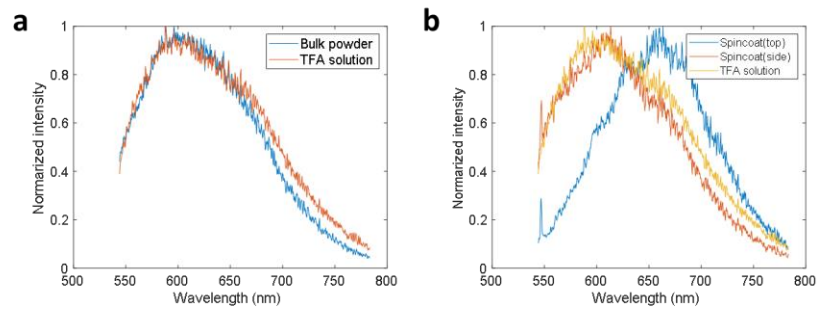 a
Bulk powder
TFA solution
Normarized intensity
1
0.8
0.6
0.4
0.2
0
500 550 600 650 700 750 800
Wavelength (nm)
b
Spincoat(top)
Spincoat(side)
TFA solution
Normarized intensity
1
0.8
0.6
0.4
0.2
0
500 550 600 650 700 750 800
Wavelength (nm)